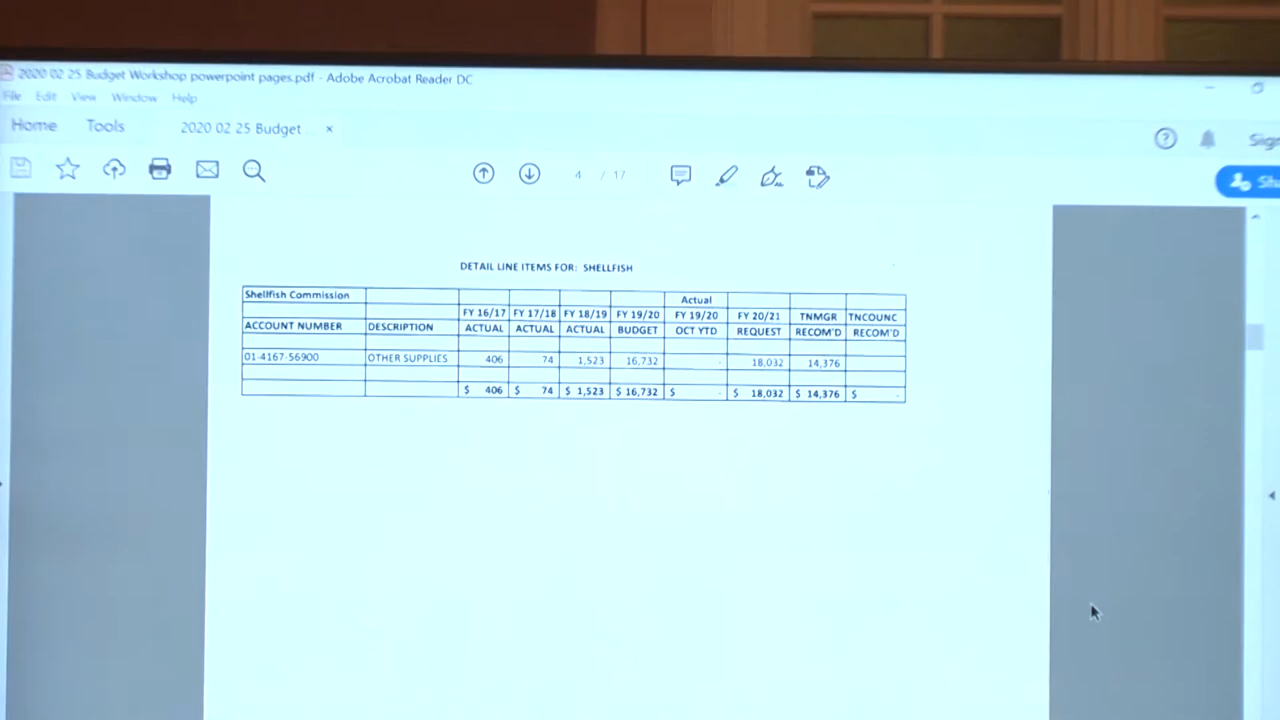 2020 02 25 Budget Workshop powerpoint pages.pdf - Adobe Acrobat Reader DC
File Edit View Window Help
Home Tools 2020 02 25 Budget ... ×
4 / 17
DETAIL LINE ITEMS FOR: SHELLFISH
Shellfish Commission Actual
FY 16/17 FY 17/18 FY 18/19 FY 19/20 FY 19/20 FY 20/21 TNMGR TNCOUNC
ACCOUNT NUMBER DESCRIPTION ACTUAL ACTUAL ACTUAL BUDGET OCT YTD REQUEST RECOM'D RECOM'D
01-4167-56900 OTHER SUPPLIES 406 74 1,523 16,732 - 18,032 14,376
$ 406 $ 74 $ 1,523 $ 16,732 $ - $ 18,032 $ 14,376 $ -